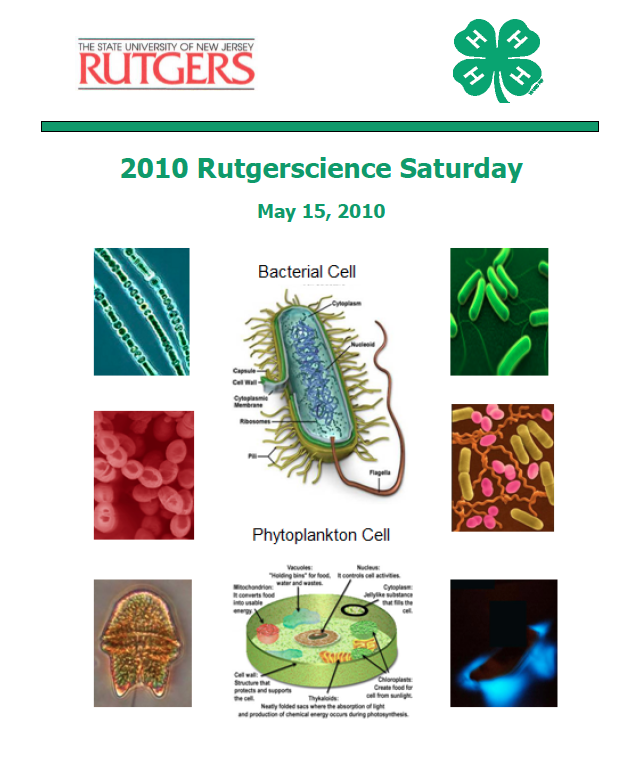 THE STATE UNIVERSITY OF NEW JERSEY
RUTGERS
H H
H H
2010 Rutgerscience Saturday
May 15, 2010
Bacterial Cell
Cytoplasm
Nucleoid
Capsule
Cell Wall
Cytoplasmic
Membrane
Ribosomes
Pili
Flagella
Phytoplankton Cell
Vacuoles:
"Holding bins" for food,
water and wastes.
Nucleus:
It controls cell activities.
Mitochondrion:
It converts food
into usable
energy.
Cytoplasm:
Jellylike substance
that fills the
cell.
Cell wall:
Structure that
protects and supports
the cell.
Thykaloids:
Neatly folded sacs where the absorption of light
and production of chemical energy occurs during photosynthesis.
Chloroplasts:
Create food for
cell from sunlight.